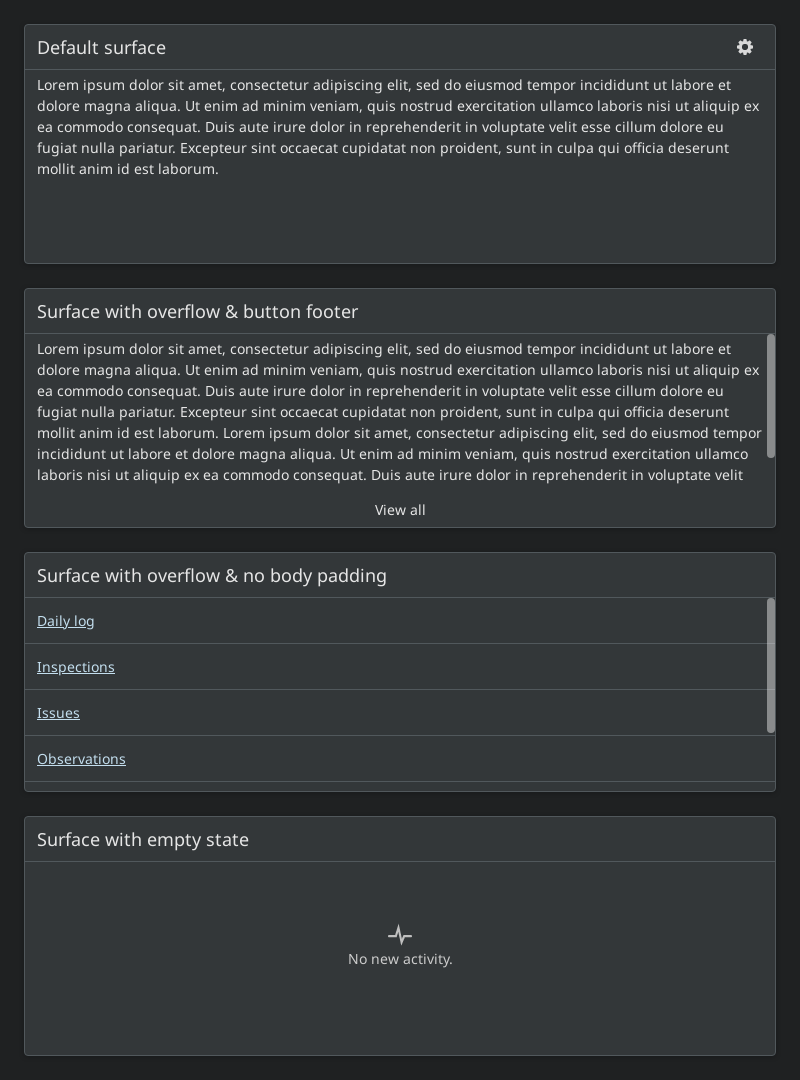 Default surface
Lorem ipsum dolor sit amet, consectetur adipiscing elit, sed do eiusmod tempor incididunt ut labore et
dolore magna aliqua. Ut enim ad minim veniam, quis nostrud exercitation ullamco laboris nisi ut aliquip ex
ea commodo consequat. Duis aute irure dolor in reprehenderit in voluptate velit esse cillum dolore eu
fugiat nulla pariatur. Excepteur sint occaecat cupidatat non proident, sunt in culpa qui officia deserunt
mollit anim id est laborum.
Surface with overflow & button footer
Lorem ipsum dolor sit amet, consectetur adipiscing elit, sed do eiusmod tempor incididunt ut labore et
dolore magna aliqua. Ut enim ad minim veniam, quis nostrud exercitation ullamco laboris nisi ut aliquip ex
ea commodo consequat. Duis aute irure dolor in reprehenderit in voluptate velit esse cillum dolore eu
fugiat nulla pariatur. Excepteur sint occaecat cupidatat non proident, sunt in culpa qui officia deserunt
mollit anim id est laborum. Lorem ipsum dolor sit amet, consectetur adipiscing elit, sed do eiusmod tempor
incididunt ut labore et dolore magna aliqua. Ut enim ad minim veniam, quis nostrud exercitation ullamco
laboris nisi ut aliquip ex ea commodo consequat. Duis aute irure dolor in reprehenderit in voluptate velit
View all
Surface with overflow & no body padding
Daily log
Inspections
Issues
Observations
Surface with empty state
No new activity.